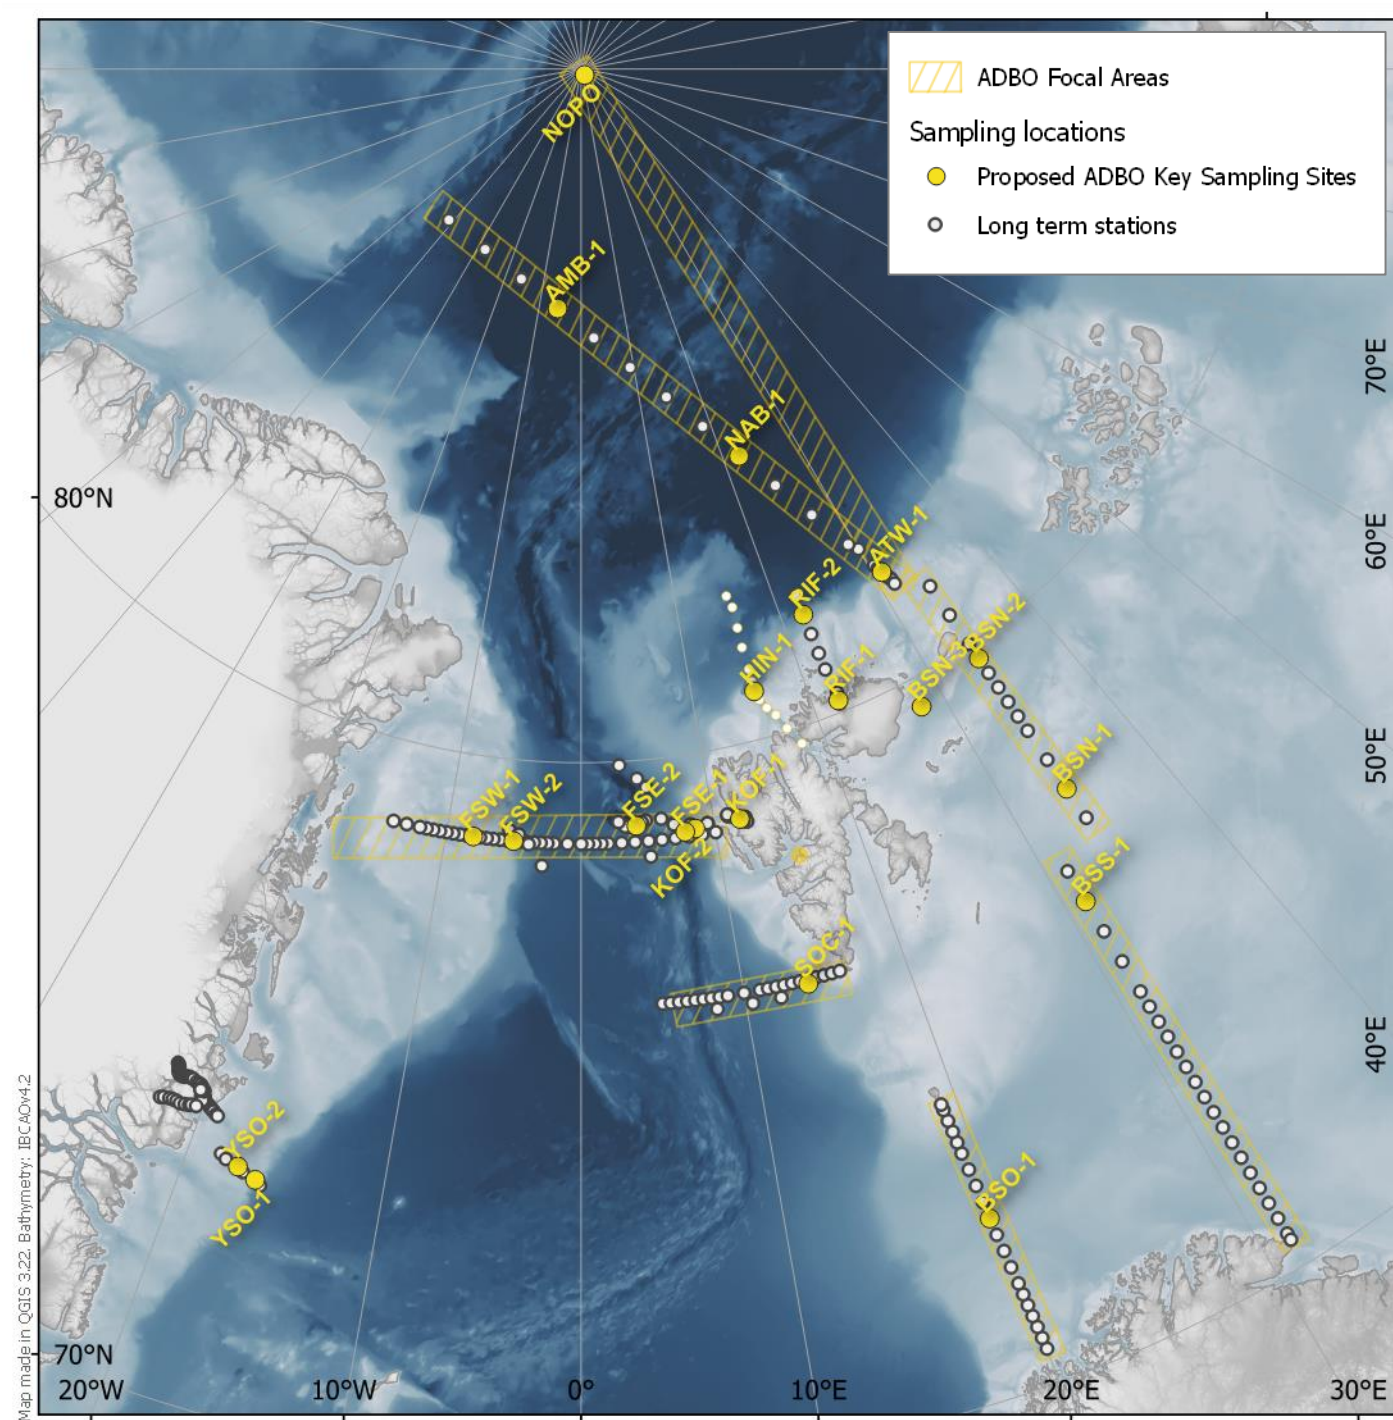 ADBO Focal Areas
Sampling locations
Proposed ADBO Key Sampling Sites
Long term stations
NOPO
AMB-1
NAB-1
ATW-1
RIF-2
HIN-1
RIF-1
BSN-3
BSN-2
BSN-1
BSS-1
FSW-1
FSW-2
FSE-2
FSE-1
KOF-1
KOF-2
SOC-1
BSO-1
YSO-2
YSO-1
80°N
70°N
20°W
10°W
0°
10°E
20°E
30°E
40°E
50°E
60°E
70°E
Map made in QGIS 3.22. Bathymetry: IBCAOv4.2